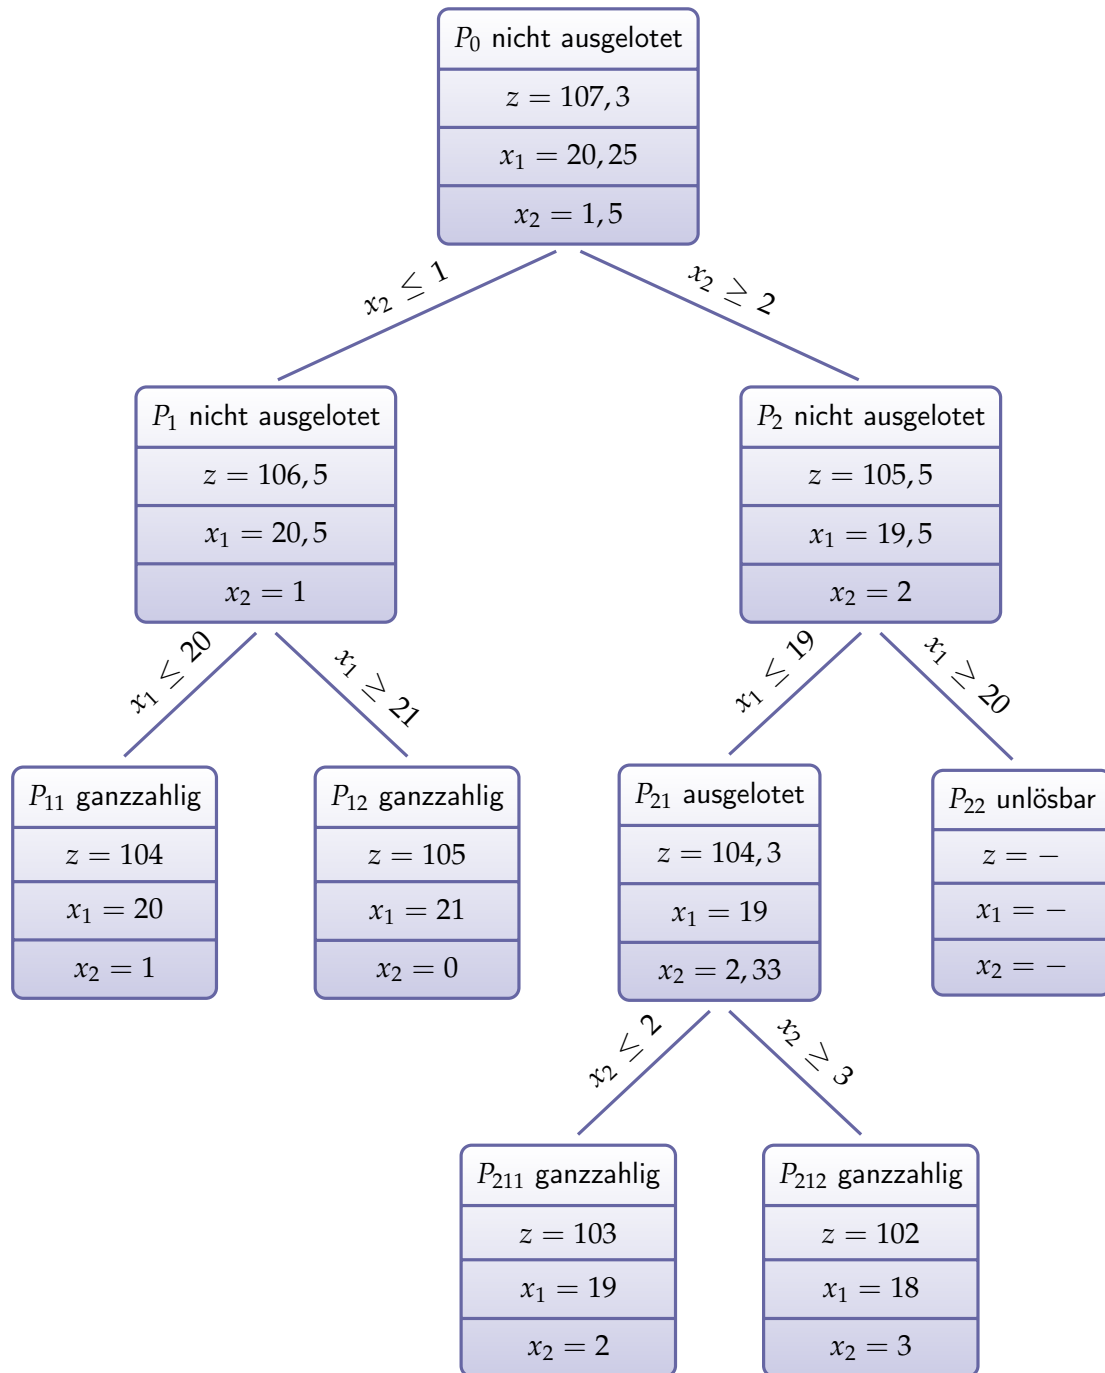 P₀ nicht ausgelotet
z = 107,3
x₁ = 20,25
x₂ = 1,5
x₂ ≤ 1
x₂ ≥ 2
P₁ nicht ausgelotet
z = 106,5
x₁ = 20,5
x₂ = 1
P₂ nicht ausgelotet
z = 105,5
x₁ = 19,5
x₂ = 2
x₁ ≤ 20
x₁ ≥ 21
x₁ ≤ 19
x₁ ≥ 20
P₁₁ ganzzahlig
z = 104
x₁ = 20
x₂ = 1
P₁₂ ganzzahlig
z = 105
x₁ = 21
x₂ = 0
P₂₁ ausgelotet
z = 104,3
x₁ = 19
x₂ = 2,33
P₂₂ unlösbar
z = −
x₁ = −
x₂ = −
x₂ ≤ 2
x₂ ≥ 3
P₂₁₁ ganzzahlig
z = 103
x₁ = 19
x₂ = 2
P₂₁₂ ganzzahlig
z = 102
x₁ = 18
x₂ = 3